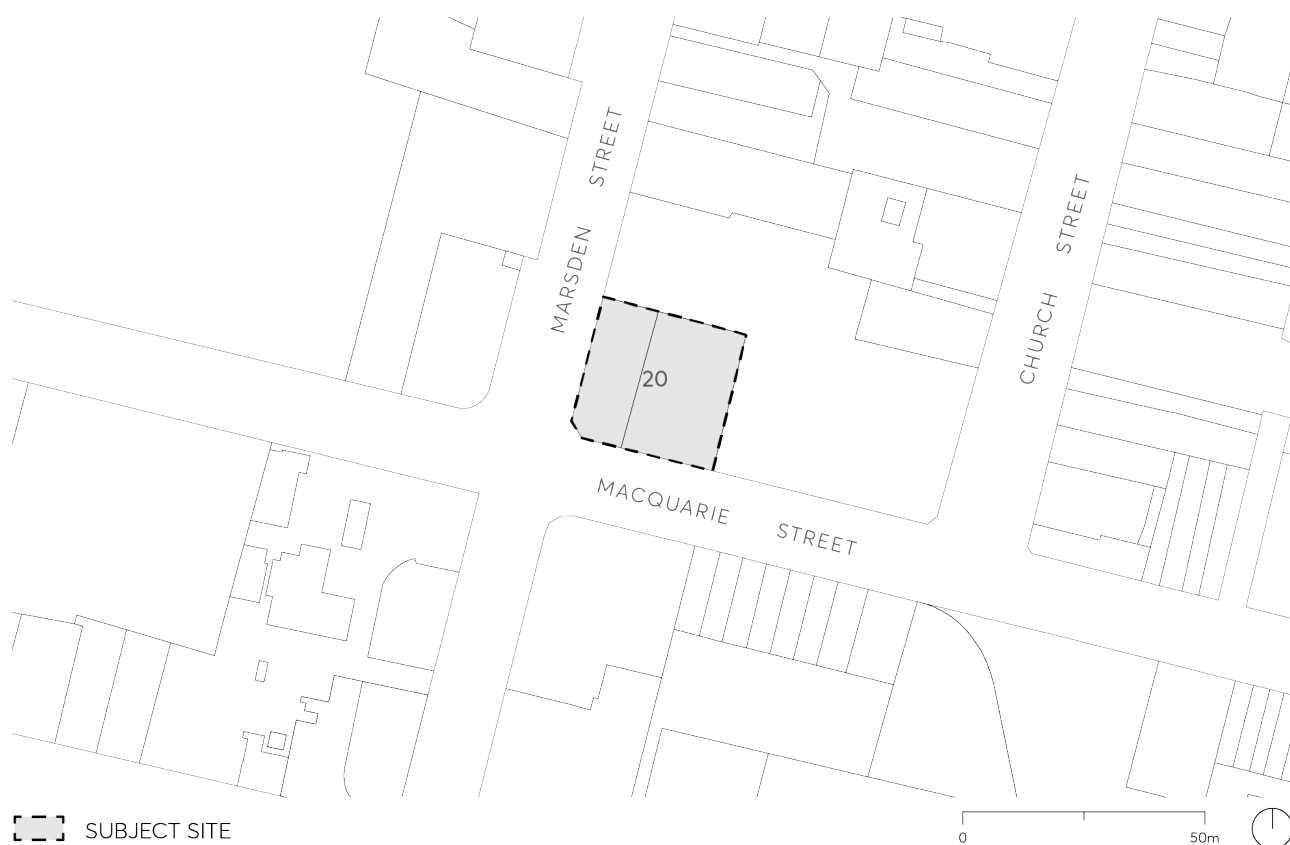 MARSDEN STREET
CHURCH STREET
20
MACQUARIE STREET
SUBJECT SITE
0 50m